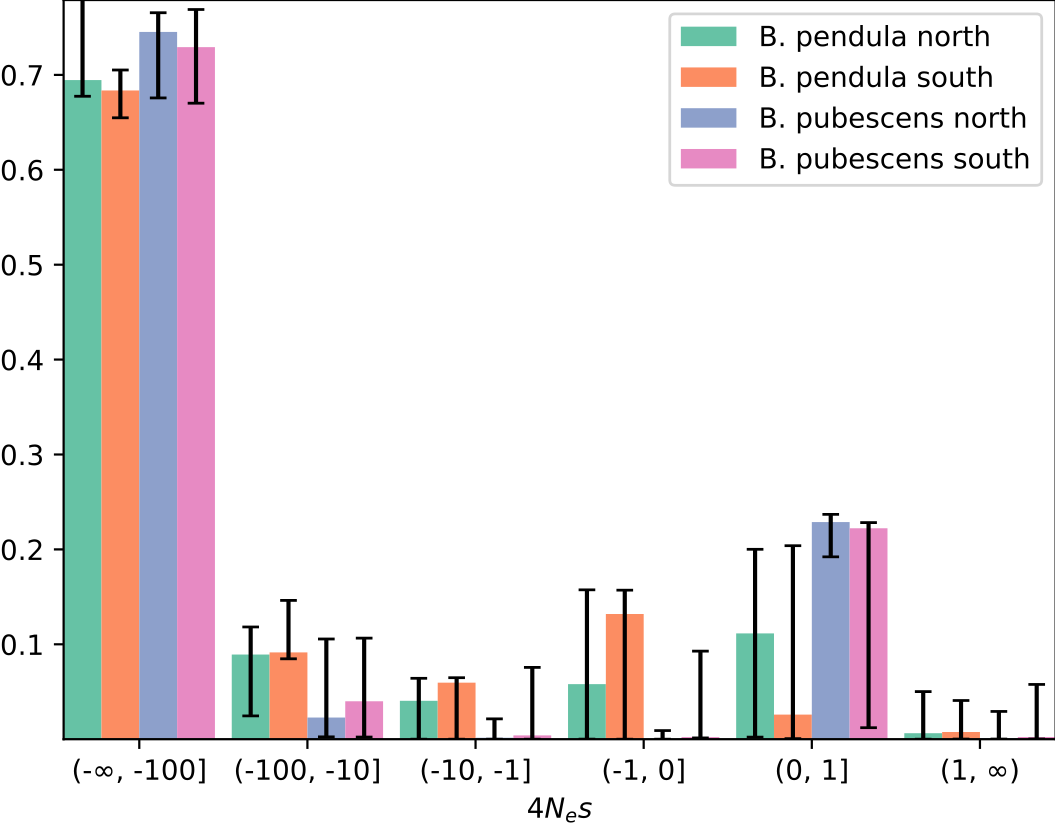 B. pendula north
B. pendula south
B. pubescens north
B. pubescens south
0.7
0.6
0.5
0.4
0.3
0.2
0.1
(-∞, -100] (-100, -10] (-10, -1] (-1, 0] (0, 1] (1, ∞)
4Nₑs